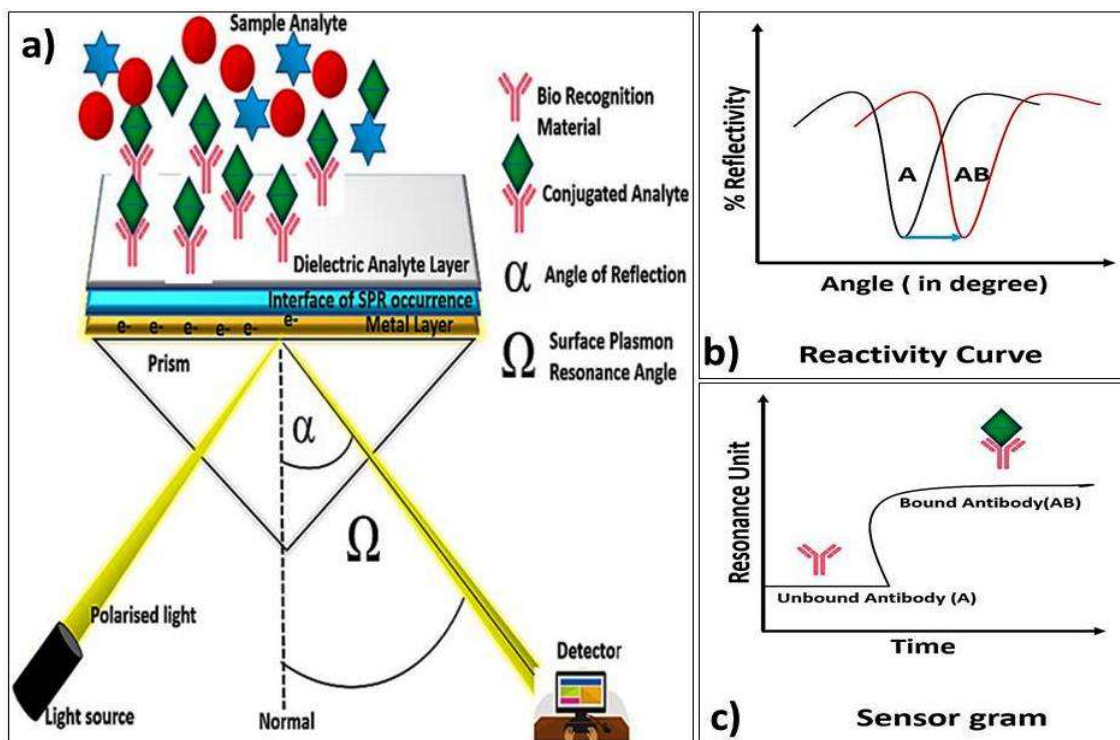 a)
Sample Analyte
Bio Recognition
Material
Conjugated Analyte
α Angle of Reflection
Ω Surface Plasmon
Resonance Angle
Dielectric Analyte Layer
Interface of SPR occurrence
e- e- e- e- e- e- Metal Layer
Prism
α
Ω
Polarised light
Light source
Normal
Detector
% Reflectivity
A AB
Angle ( in degree)
b) Reactivity Curve
Resonance Unit
Bound Antibody(AB)
Unbound Antibody (A)
Time
c) Sensor gram